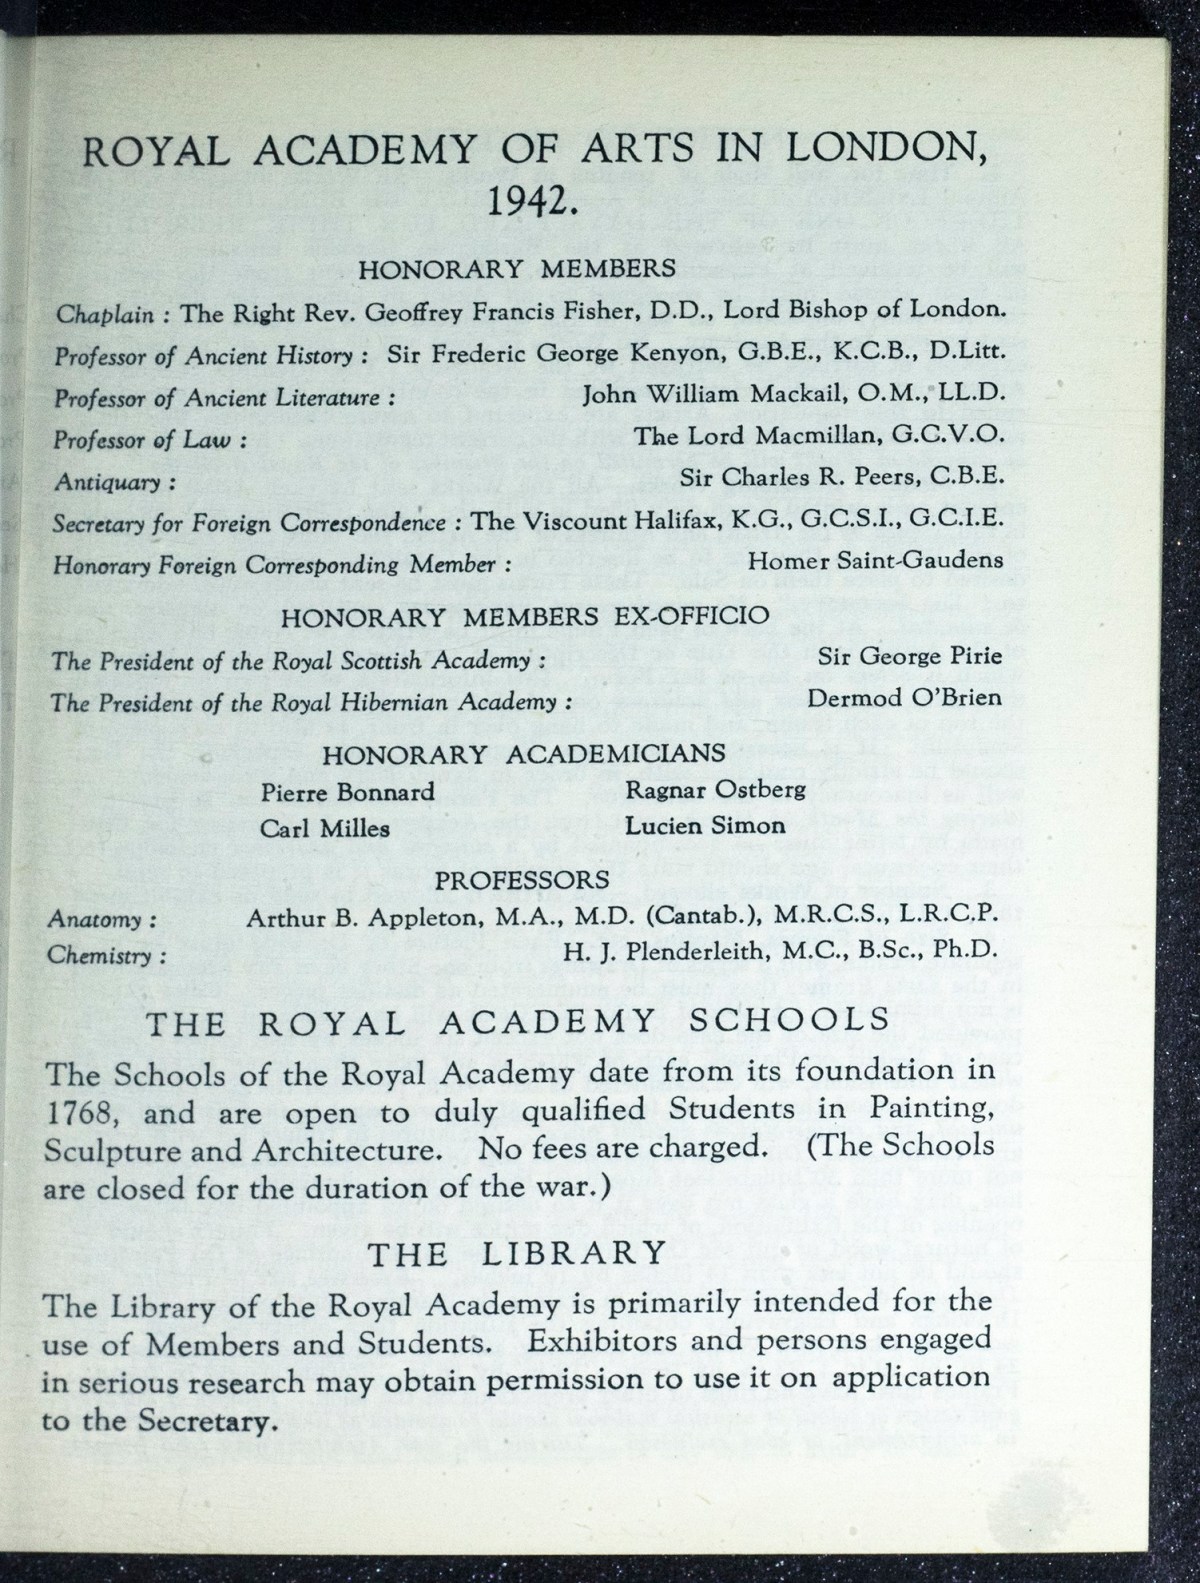 ROYAL ACADEMY OF ARTS IN LONDON,
1942.
HONORARY MEMBERS
Chaplain : The Right Rev. Geoffrey Francis Fisher, D.D., Lord Bishop of London.
Professor of Ancient History : Sir Frederic George Kenyon, G.B.E., K.C.B., D.Litt.
Professor of Ancient Literature : John William Mackail, O.M., LL.D.
Professor of Law : The Lord Macmillan, G.C.V.O.
Antiquary : Sir Charles R. Peers, C.B.E.
Secretary for Foreign Correspondence : The Viscount Halifax, K.G., G.C.S.I., G.C.I.E.
Honorary Foreign Corresponding Member : Homer Saint-Gaudens
HONORARY MEMBERS EX-OFFICIO
The President of the Royal Scottish Academy : Sir George Pirie
The President of the Royal Hibernian Academy : Dermod O'Brien
HONORARY ACADEMICIANS
Pierre Bonnard Ragnar Ostberg
Carl Milles Lucien Simon
PROFESSORS
Anatomy : Arthur B. Appleton, M.A., M.D. (Cantab.), M.R.C.S., L.R.C.P.
Chemistry : H. J. Plenderleith, M.C., B.Sc., Ph.D.
THE ROYAL ACADEMY SCHOOLS
The Schools of the Royal Academy date from its foundation in
1768, and are open to duly qualified Students in Painting,
Sculpture and Architecture. No fees are charged. (The Schools
are closed for the duration of the war.)
THE LIBRARY
The Library of the Royal Academy is primarily intended for the
use of Members and Students. Exhibitors and persons engaged
in serious research may obtain permission to use it on application
to the Secretary.